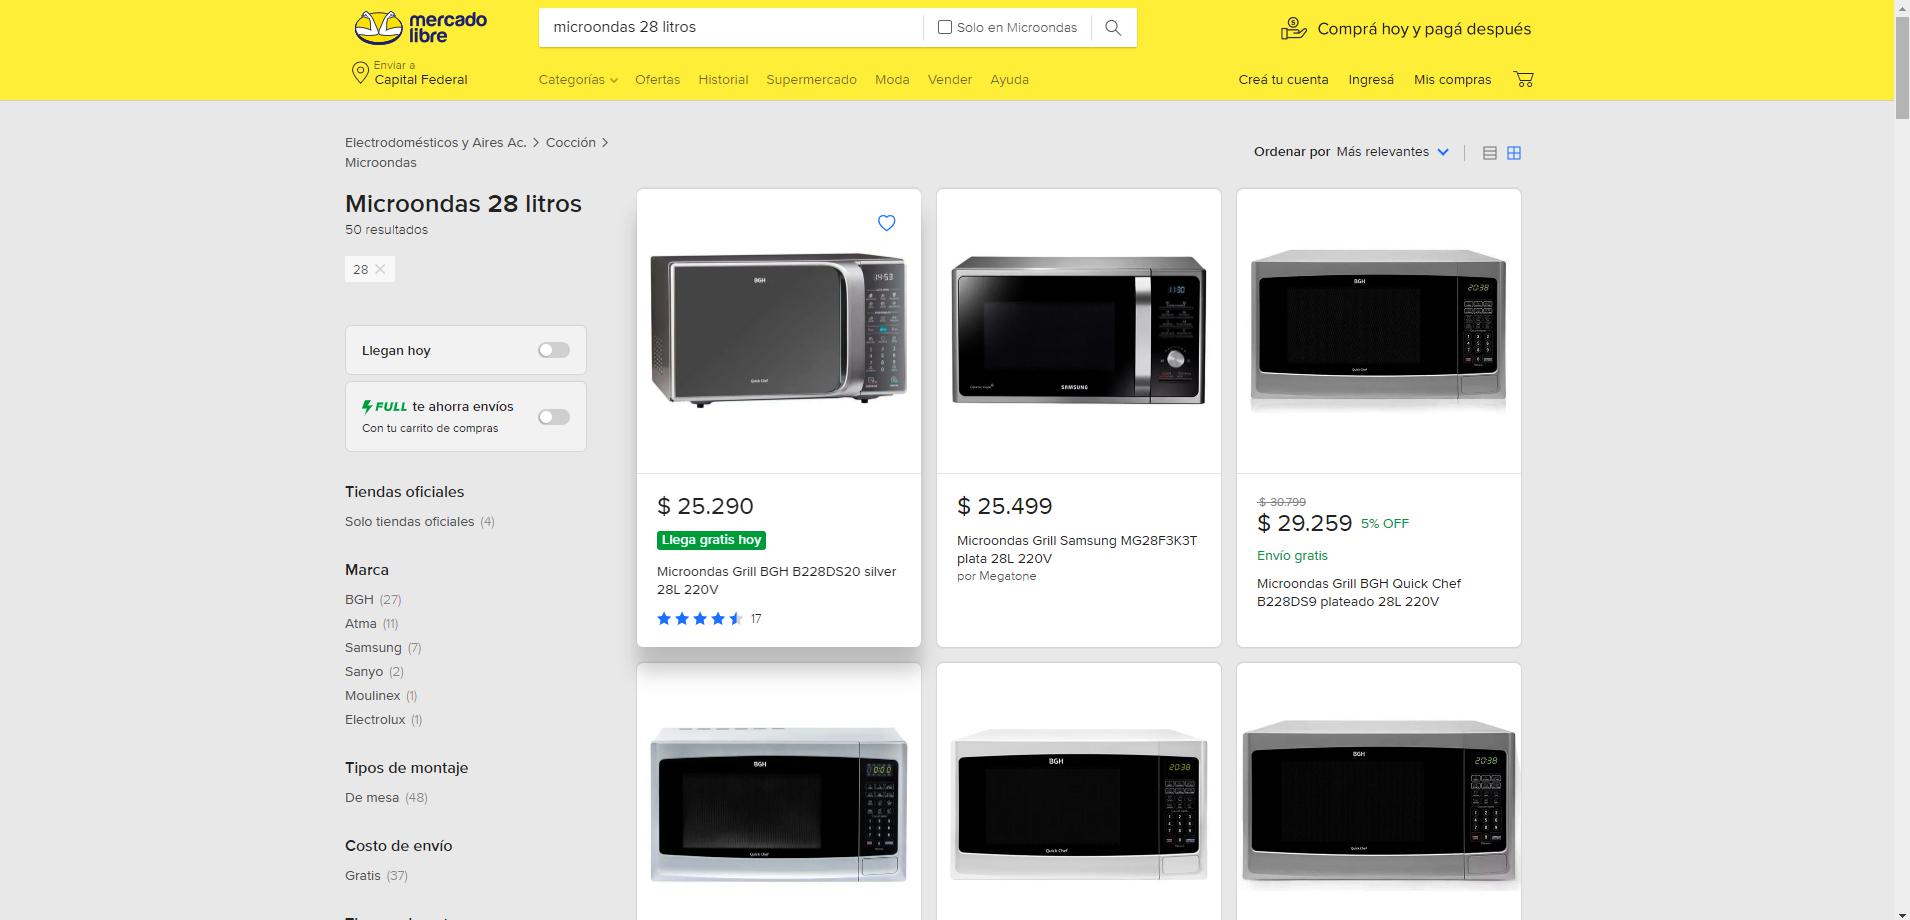 mercado
libre
microondas 28 litros
Solo en Microondas
Comprá hoy y pagá después
Enviar a
Capital Federal
Categorías
Ofertas
Historial
Supermercado
Moda
Vender
Ayuda
Creá tu cuenta
Ingresá
Mis compras
Electrodomésticos y Aires Ac. > Cocción >
Microondas
Ordenar por Más relevantes
Microondas 28 litros
50 resultados
28
Llegan hoy
FULL te ahorra envíos
Con tu carrito de compras
Tiendas oficiales
Solo tiendas oficiales (4)
Marca
BGH (27)
Atma (11)
Samsung (7)
Sanyo (2)
Moulinex (1)
Electrolux (1)
Tipos de montaje
De mesa (48)
Costo de envío
Gratis (37)
BGH
14:53
Quick Chef
$ 25.290
Llega gratis hoy
Microondas Grill BGH B228DS20 silver
28L 220V
17
11:30
SAMSUNG
$ 25.499
Microondas Grill Samsung MG28F3K3T
plata 28L 220V
por Megatone
BGH
20:38
Quick Chef
$ 30.799
$ 29.259 5% OFF
Envío gratis
Microondas Grill BGH Quick Chef
B228DS9 plateado 28L 220V
BGH
0:00
Quick Chef
BGH
20:38
Quick Chef
BGH
20:38
Quick Chef